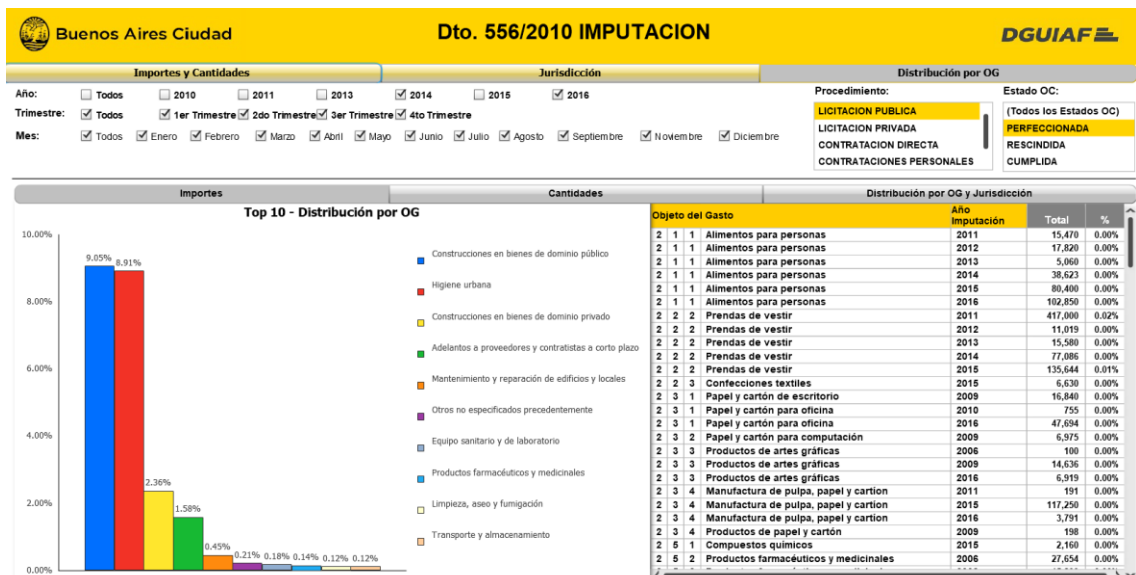 Buenos Aires Ciudad
Dto. 556/2010 IMPUTACION
DGUIAF
Importes y Cantidades
Jurisdicción
Distribución por OG
Año: Todos 2010 2011 2013 2014 2015 2016
Trimestre: Todos 1er Trimestre 2do Trimestre 3er Trimestre 4to Trimestre
Mes: Todos Enero Febrero Marzo Abril Mayo Junio Julio Agosto Septiembre Noviembre Diciembre
Procedimiento:
LICITACION PUBLICA
LICITACION PRIVADA
CONTRATACION DIRECTA
CONTRATACIONES PERSONALES
Estado OC:
(Todos los Estados OC)
PERFECCIONADA
RESCINDIDA
CUMPLIDA
Importes
Cantidades
Distribución por OG y Jurisdicción
Top 10 - Distribución por OG
10.00%
8.00%
6.00%
4.00%
2.00%
0.00%
9.05%
8.91%
2.36%
1.58%
0.45%
0.21%
0.18%
0.14%
0.12%
0.12%
Construcciones en bienes de dominio público
Higiene urbana
Construcciones en bienes de dominio privado
Adelantos a proveedores y contratistas a corto plazo
Mantenimiento y reparación de edificios y locales
Otros no especificados precedentemente
Equipo sanitario y de laboratorio
Productos farmacéuticos y medicinales
Limpieza, aseo y fumigación
Transporte y almacenamiento
Objeto del Gasto Año Imputación Total %
2 1 1 Alimentos para personas 2011 15,470 0.00%
2 1 1 Alimentos para personas 2012 17,820 0.00%
2 1 1 Alimentos para personas 2013 5,060 0.00%
2 1 1 Alimentos para personas 2014 38,623 0.00%
2 1 1 Alimentos para personas 2015 80,400 0.00%
2 1 1 Alimentos para personas 2016 102,850 0.00%
2 2 2 Prendas de vestir 2011 417,000 0.02%
2 2 2 Prendas de vestir 2012 11,019 0.00%
2 2 2 Prendas de vestir 2013 15,580 0.00%
2 2 2 Prendas de vestir 2014 77,086 0.00%
2 2 2 Prendas de vestir 2015 135,644 0.01%
2 2 3 Confecciones textiles 2015 6,630 0.00%
2 3 1 Papel y cartón de escritorio 2009 16,840 0.00%
2 3 1 Papel y cartón para oficina 2010 755 0.00%
2 3 1 Papel y cartón para oficina 2016 47,694 0.00%
2 3 2 Papel y cartón para computación 2009 6,975 0.00%
2 3 3 Productos de artes gráficas 2006 100 0.00%
2 3 3 Productos de artes gráficas 2009 14,636 0.00%
2 3 3 Productos de artes gráficas 2016 6,919 0.00%
2 3 4 Manufactura de pulpa, papel y cartion 2011 191 0.00%
2 3 4 Manufactura de pulpa, papel y cartion 2015 117,250 0.00%
2 3 4 Manufactura de pulpa, papel y cartion 2016 3,791 0.00%
2 3 4 Productos de papel y cartón 2009 198 0.00%
2 5 1 Compuestos químicos 2015 2,160 0.00%
2 5 2 Productos farmacéuticos y medicinales 2006 27,654 0.00%